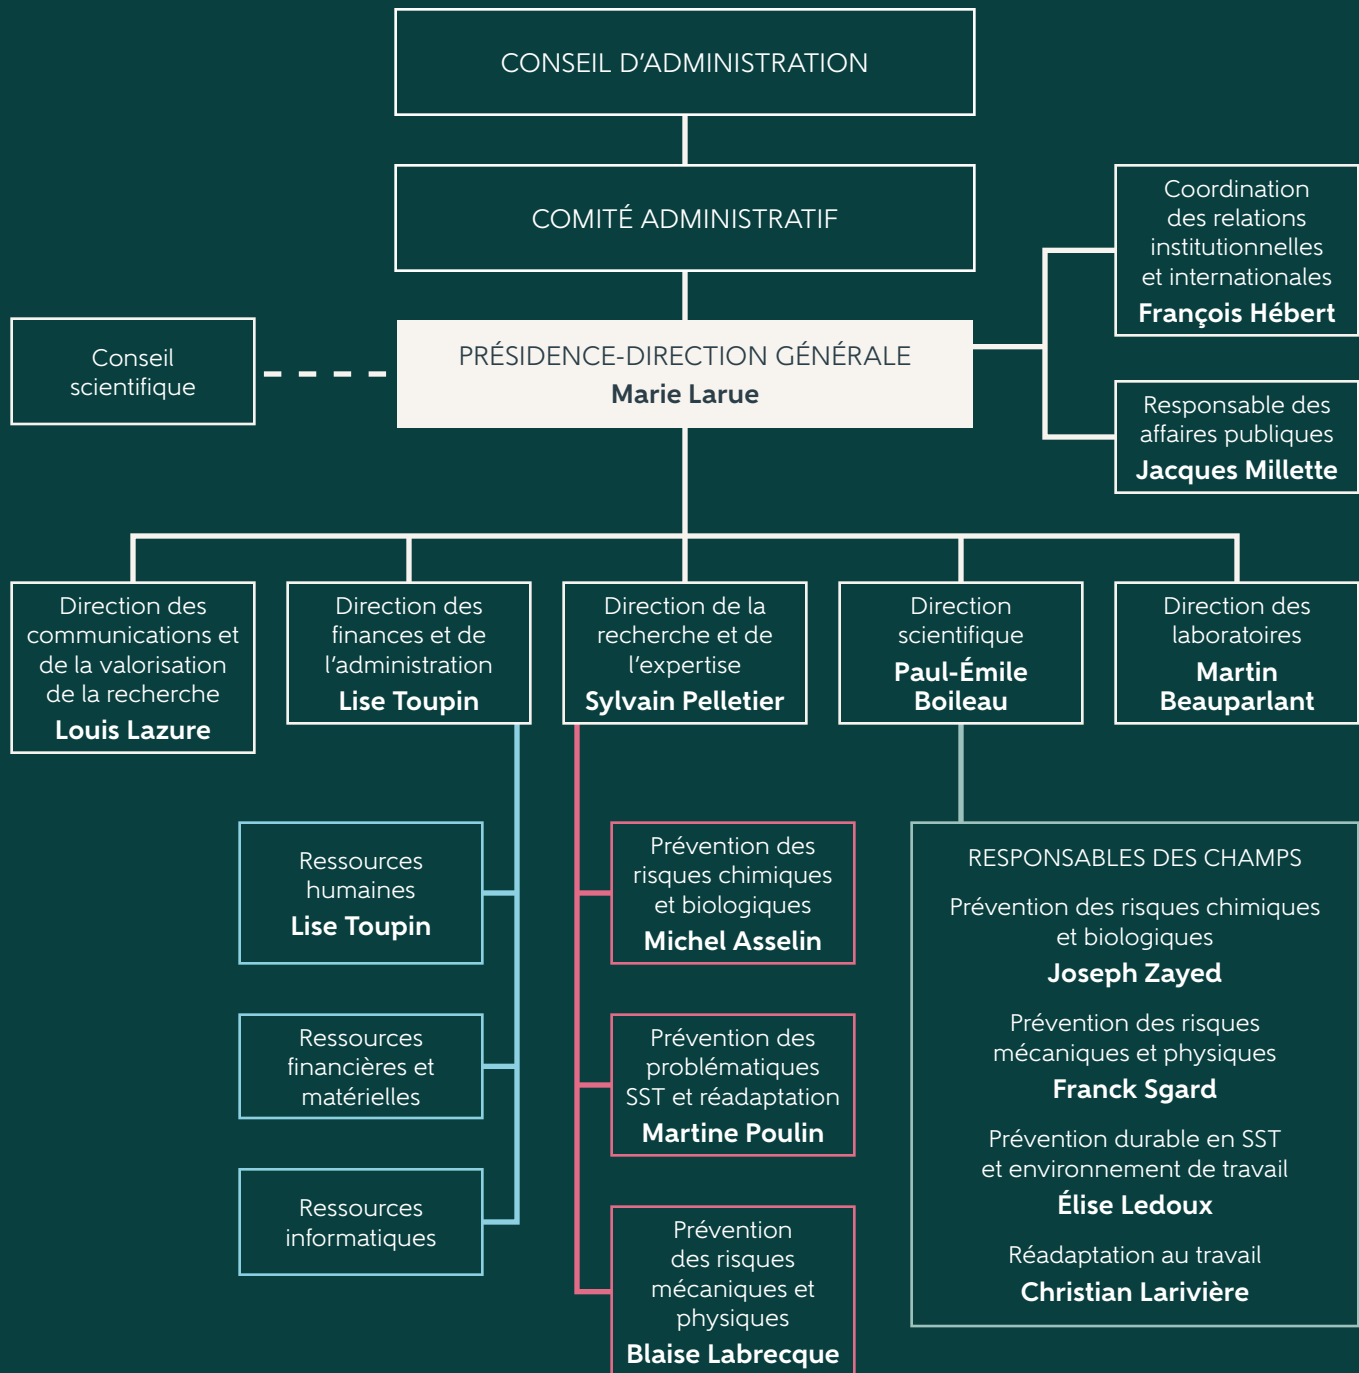 CONSEIL D'ADMINISTRATION
COMITÉ ADMINISTRATIF
Coordination
des relations
institutionnelles
et internationales
François Hébert
Conseil
scientifique
PRÉSIDENCE-DIRECTION GÉNÉRALE
Marie Larue
Responsable des
affaires publiques
Jacques Millette
Direction des
communications et
de la valorisation
de la recherche
Louis Lazure
Direction des
finances et de
l'administration
Lise Toupin
Direction de la
recherche et de
l'expertise
Sylvain Pelletier
Direction
scientifique
Paul-Émile
Boileau
Direction des
laboratoires
Martin
Beauparlant
Ressources
humaines
Lise Toupin
Ressources
financières et
matérielles
Ressources
informatiques
Prévention des
risques chimiques
et biologiques
Michel Asselin
Prévention des
problématiques
SST et réadaptation
Martine Poulin
Prévention
des risques
mécaniques et
physiques
Blaise Labrecque
RESPONSABLES DES CHAMPS
Prévention des risques chimiques
et biologiques
Joseph Zayed
Prévention des risques
mécaniques et physiques
Franck Sgard
Prévention durable en SST
et environnement de travail
Élise Ledoux
Réadaptation au travail
Christian Larivière